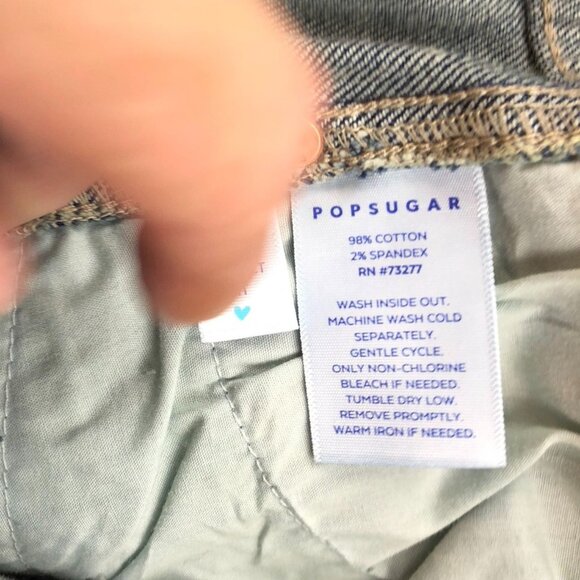 POPSUGAR
98% COTTON
2% SPANDEX
RN #73277
WASH INSIDE OUT.
MACHINE WASH COLD
SEPARATELY.
GENTLE CYCLE.
ONLY NON-CHLORINE
BLEACH IF NEEDED.
TUMBLE DRY LOW.
REMOVE PROMPTLY.
WARM IRON IF NEEDED.